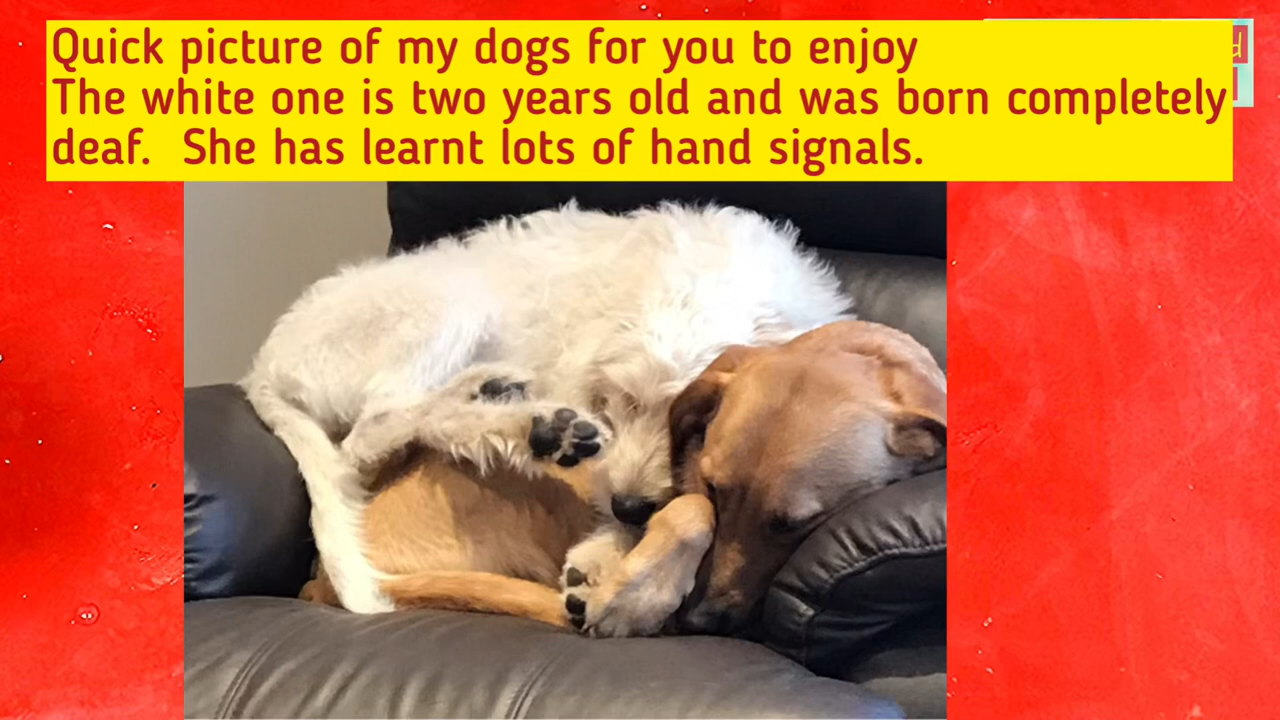 Quick picture of my dogs for you to enjoy
The white one is two years old and was born completely
deaf.  She has learnt lots of hand signals.